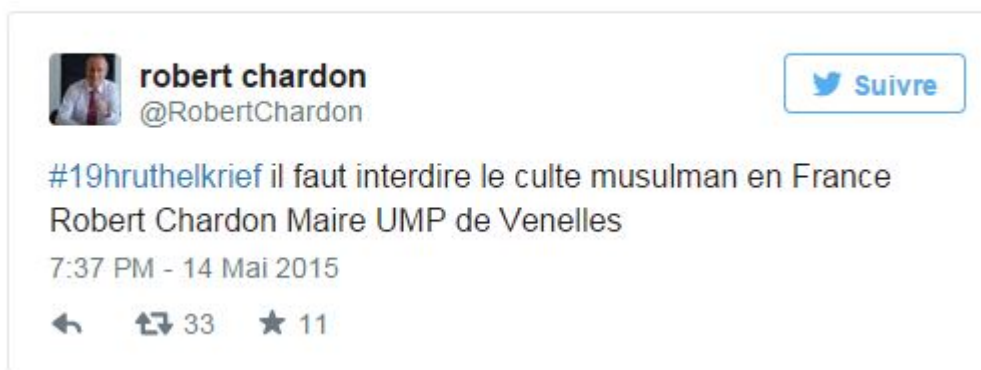 robert chardon
@RobertChardon
Suivre
#19hruthelkrief il faut interdire le culte musulman en France
Robert Chardon Maire UMP de Venelles
7:37 PM - 14 Mai 2015
33 11